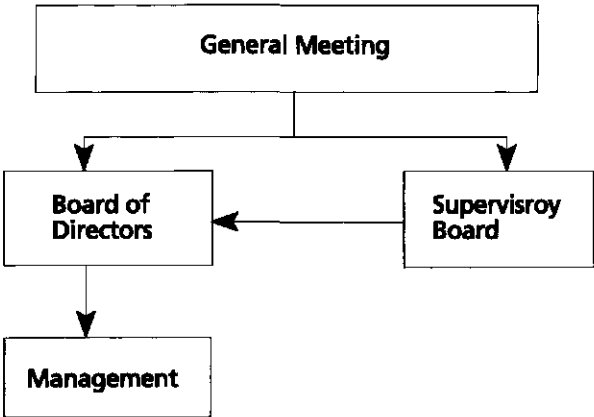 General Meeting
Board of
Directors
Supervisroy
Board
Management